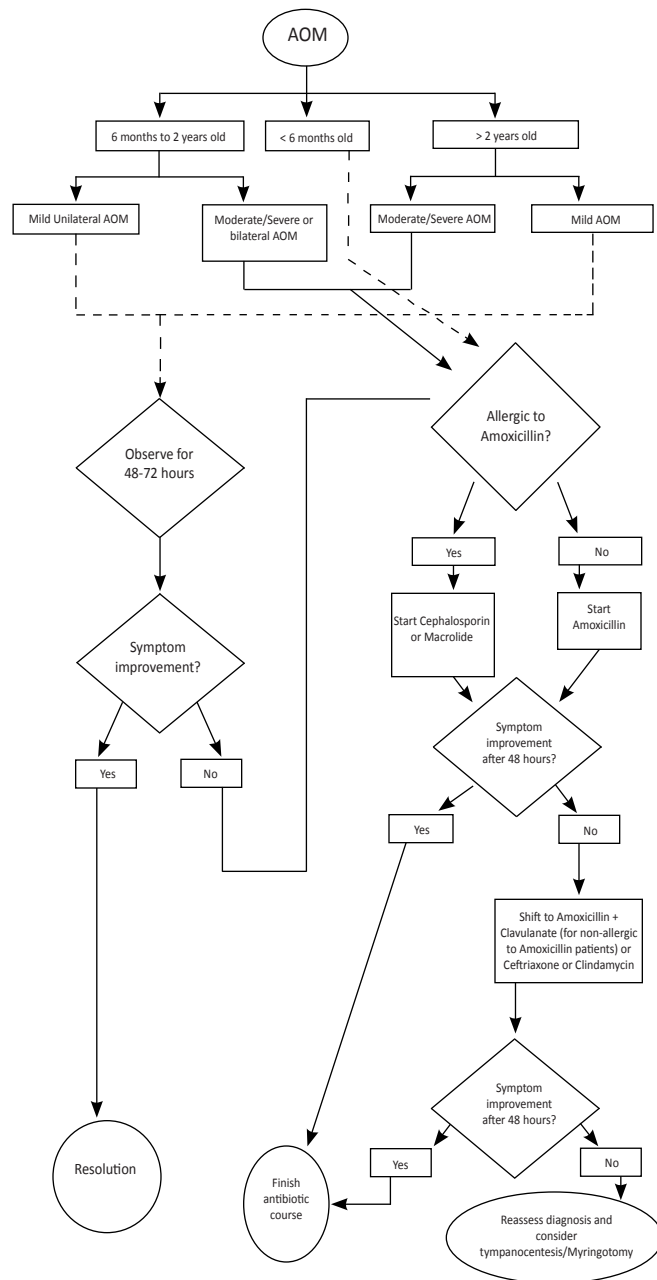 AOM
6 months to 2 years old
< 6 months old
> 2 years old
Mild Unilateral AOM
Moderate/Severe or
bilateral AOM
Moderate/Severe AOM
Mild AOM
Observe for
48-72 hours
Allergic to
Amoxicillin?
Yes
No
Start Cephalosporin
or Macrolide
Start
Amoxicillin
Symptom
improvement?
Symptom
improvement
after 48 hours?
Yes
No
Yes
No
Shift to Amoxicillin +
Clavulanate (for non-allergic
to Amoxicillin patients) or
Ceftriaxone or Clindamycin
Symptom
improvement
after 48 hours?
Yes
No
Resolution
Finish
antibiotic
course
Reassess diagnosis and
consider
tympanocentesis/Myringotomy